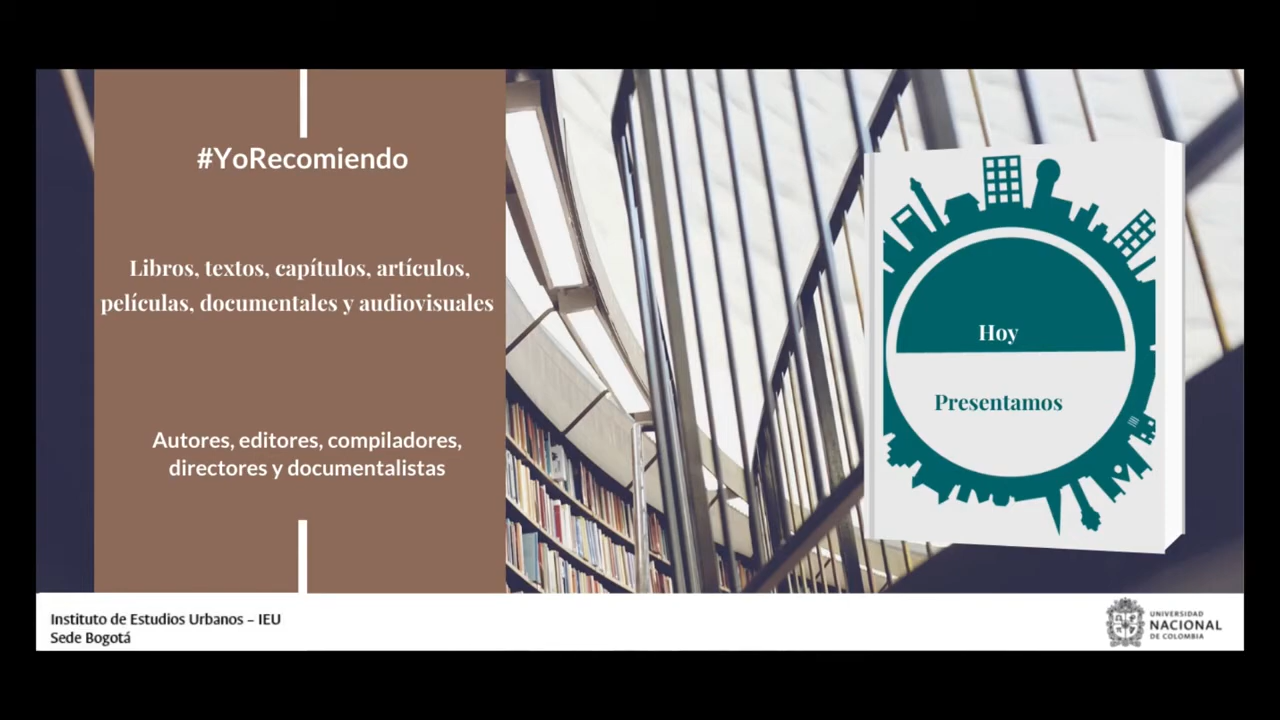 #YoRecomiendo
Libros, textos, capítulos, artículos,
películas, documentales y audiovisuales
Autores, editores, compiladores,
directores y documentalistas
Hoy
Presentamos
Instituto de Estudios Urbanos – IEU
Sede Bogotá
UNIVERSIDAD
NACIONAL
DE COLOMBIA